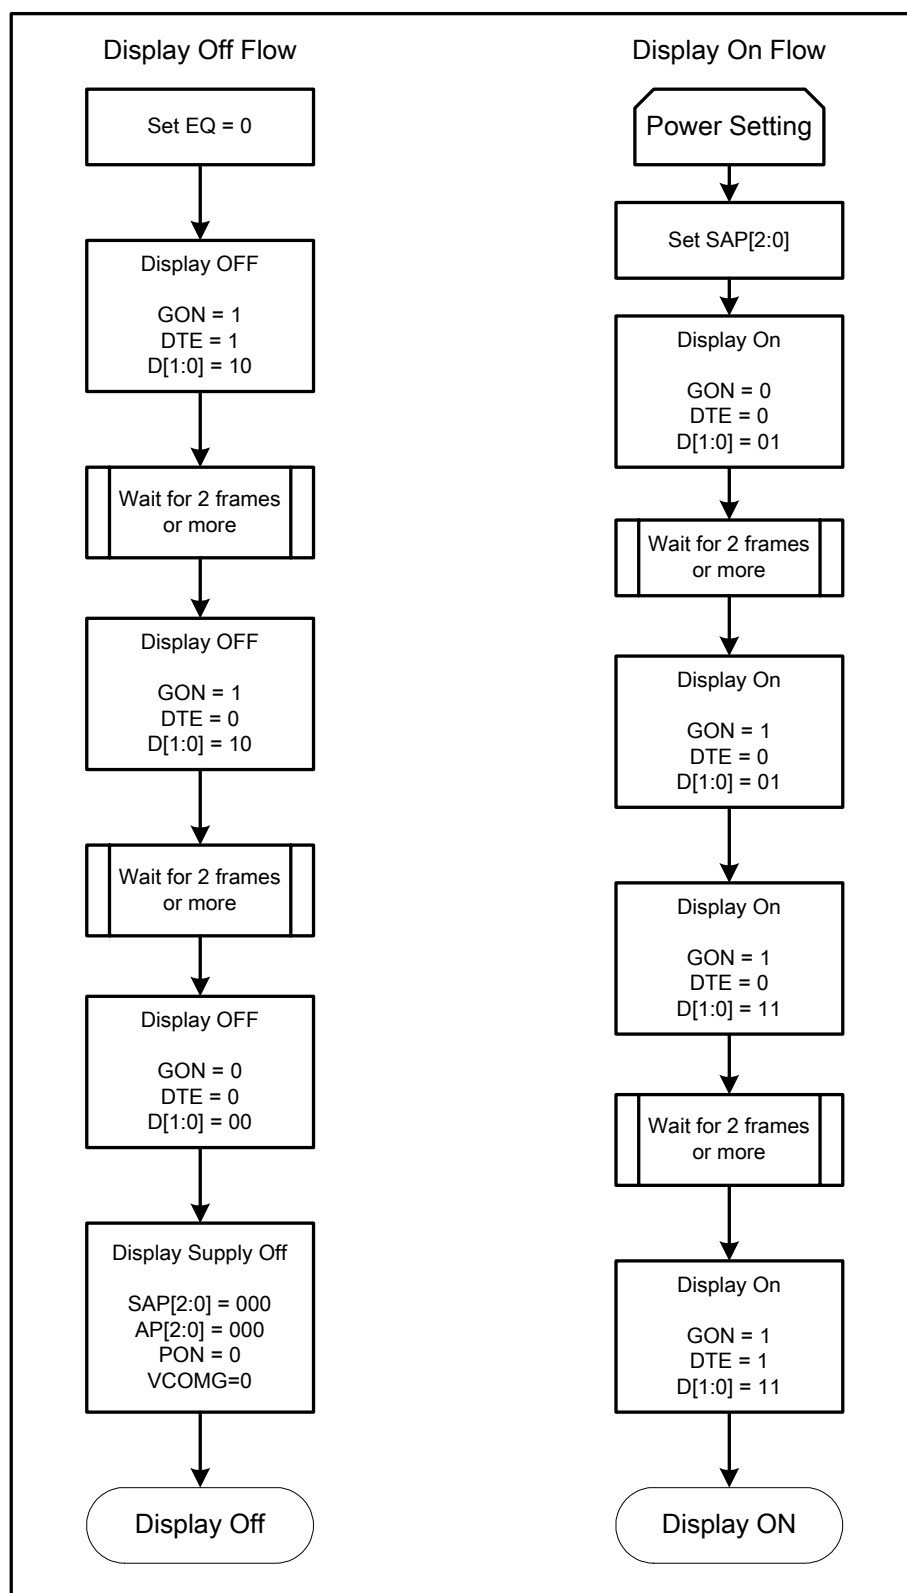 Display Off Flow
Set EQ = 0
Display OFF
GON = 1
DTE = 1
D[1:0] = 10
Wait for 2 frames
or more
Display OFF
GON = 1
DTE = 0
D[1:0] = 10
Wait for 2 frames
or more
Display OFF
GON = 0
DTE = 0
D[1:0] = 00
Display Supply Off
SAP[2:0] = 000
AP[2:0] = 000
PON = 0
VCOMG=0
Display Off
Display On Flow
Power Setting
Set SAP[2:0]
Display On
GON = 0
DTE = 0
D[1:0] = 01
Wait for 2 frames
or more
Display On
GON = 1
DTE = 0
D[1:0] = 01
Display On
GON = 1
DTE = 0
D[1:0] = 11
Wait for 2 frames
or more
Display On
GON = 1
DTE = 1
D[1:0] = 11
Display ON